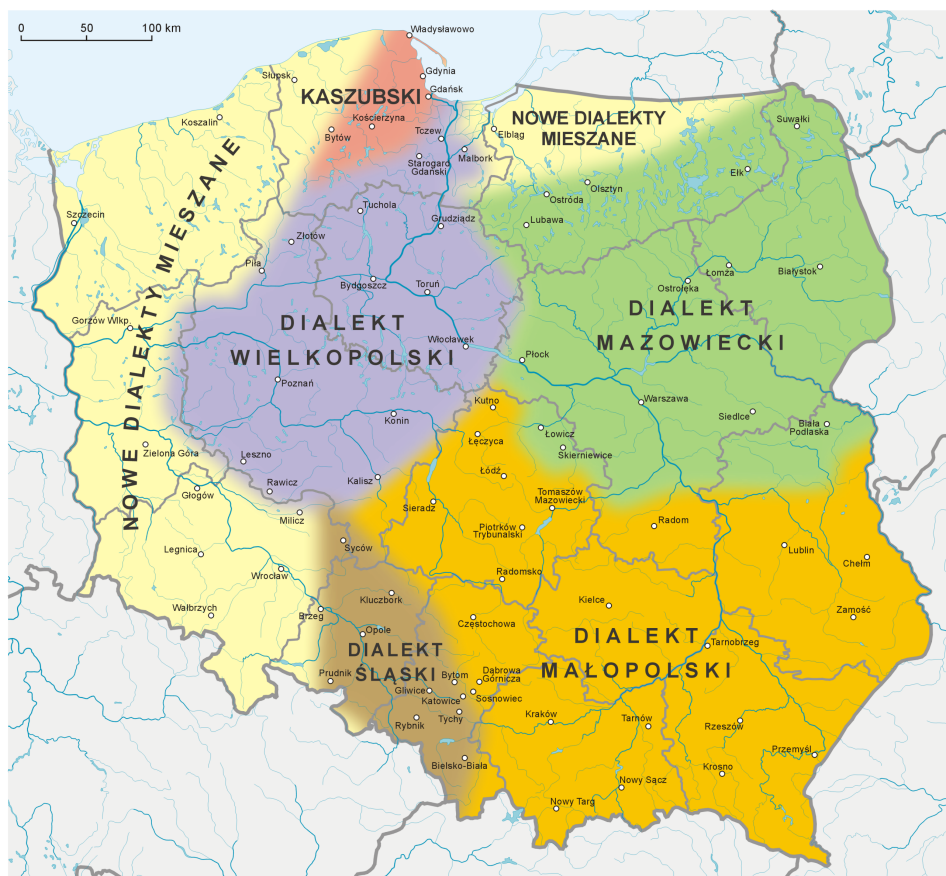 0 50 100 km
Władysławowo
Gdynia
Słupsk
Gdańsk
KASZUBSKI
Koszalin
Kościerzyna
Bytów
Tczew
Elbląg
NOWE DIALEKTY
MIESZANE
Suwałki
Malbork
Starogard
Gdański
Ełk
Olsztyn
Ostróda
Szczecin
Tuchola
Grudziądz
Lubawa
Złotów
Piła
Łomża
Białystok
Bydgoszcz
Toruń
Ostrołęka
Gorzów Wlkp.
NOWE DIALEKTY MIESZANE
DIALEKT
WIELKOPOLSKI
Włocławek
DIALEKT
MAZOWIECKI
Płock
Poznań
Warszawa
Kutno
Siedlce
Konin
Biała
Podlaska
Łęczyca
Łowicz
Zielona Góra
Skierniewice
Leszno
Łódź
Kalisz
Rawicz
Głogów
Sieradz
Tomaszów
Mazowiecki
Milicz
Piotrków
Trybunalski
Radom
Syców
Lublin
Legnica
Chełm
Wrocław
Radomsko
Kluczbork
Kielce
Wałbrzych
Brzeg
Częstochowa
Zamość
Opole
DIALEKT
ŚLĄSKI
DIALEKT
MAŁOPOLSKI
Tarnobrzeg
Prudnik
Bytom
Dąbrowa
Górnicza
Gliwice
Katowice
Sosnowiec
Rybnik
Tychy
Kraków
Tarnów
Rzeszów
Przemyśl
Bielsko-Biała
Krosno
Nowy Sącz
Nowy Targ